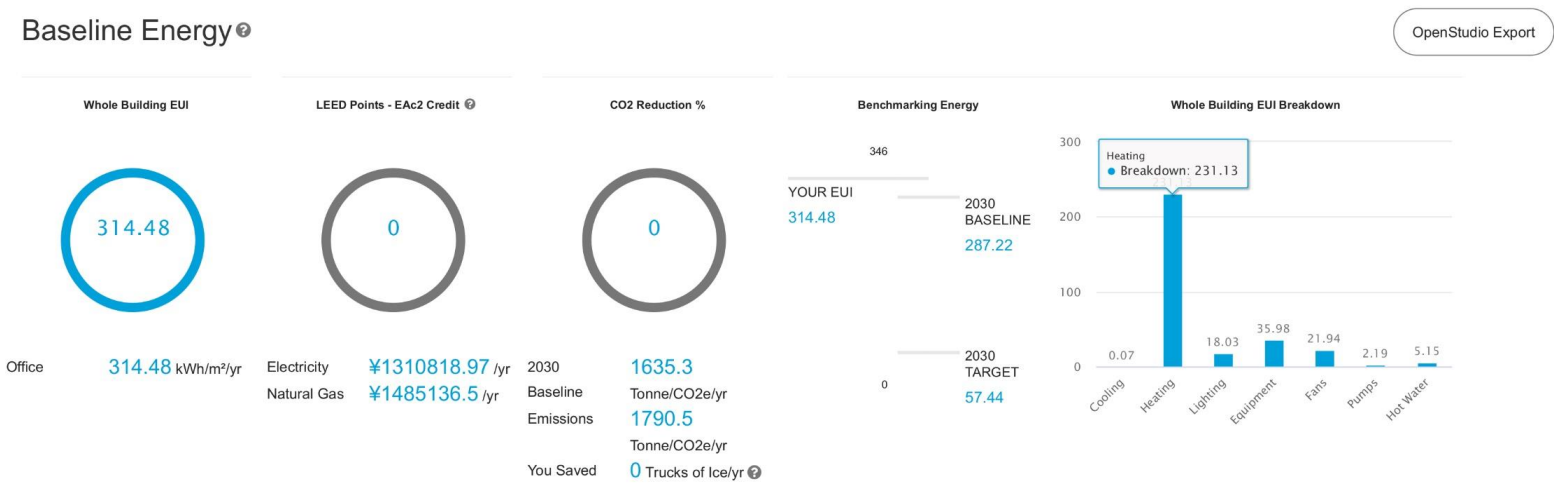 Baseline Energy
OpenStudio Export
Whole Building EUI
314.48
Office 314.48 kWh/m²/yr
LEED Points - EAc2 Credit
0
Electricity ¥1310818.97 /yr
Natural Gas ¥1485136.5 /yr
CO2 Reduction %
0
2030 1635.3
Baseline Tonne/CO2e/yr
Emissions 1790.5
Tonne/CO2e/yr
You Saved 0 Trucks of Ice/yr
Benchmarking Energy
346
YOUR EUI
314.48
2030
BASELINE
287.22
2030
TARGET
57.44
0
Whole Building EUI Breakdown
300
200
100
0
Heating
Breakdown: 231.13
0.07
18.03
35.98
21.94
2.19
5.15
Cooling
Heating
Lighting
Equipment
Fans
Pumps
Hot Water